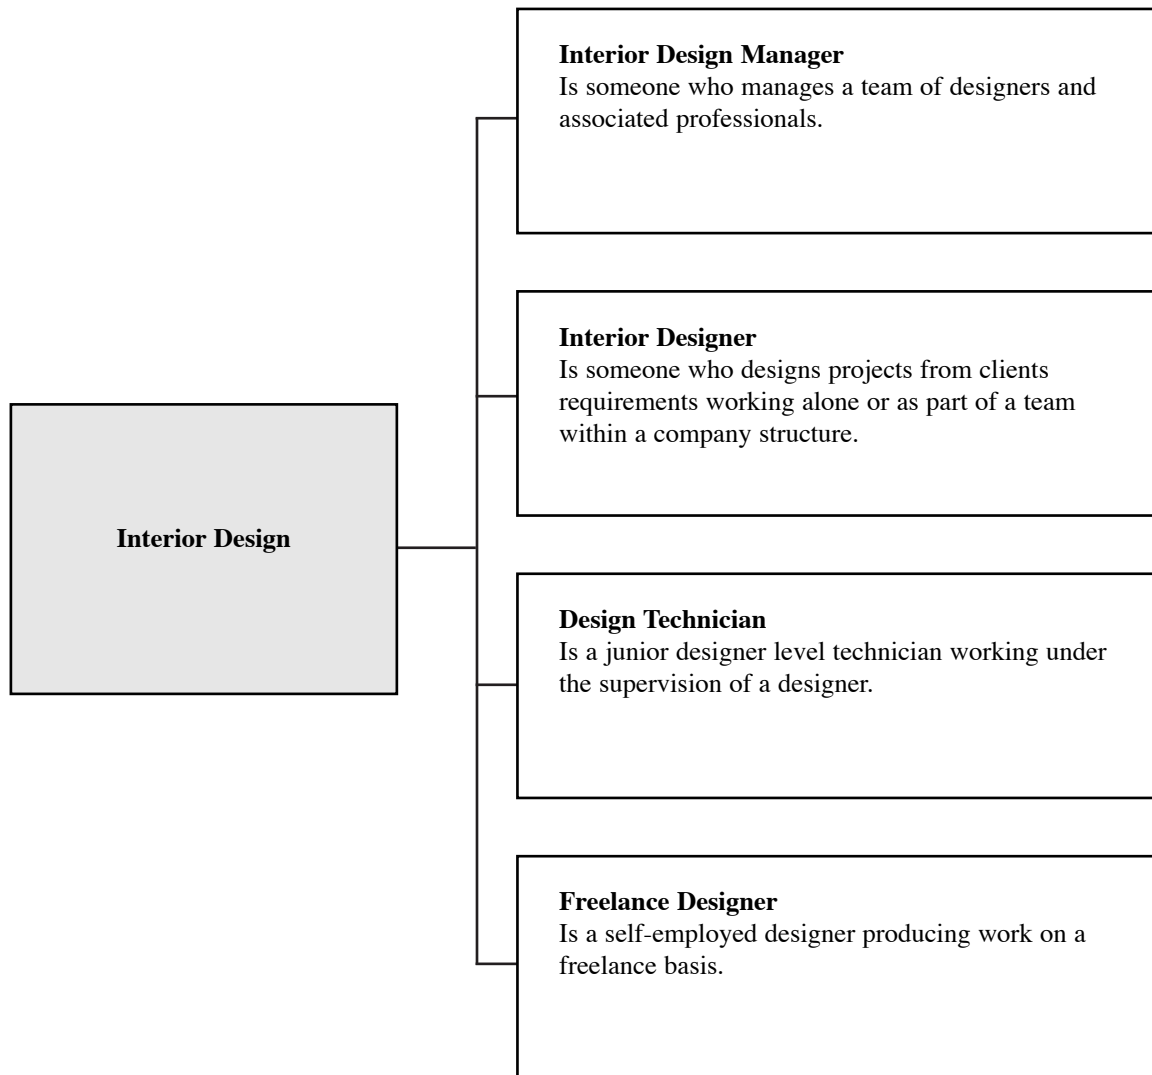 Interior Design Manager
Is someone who manages a team of designers and
associated professionals.
Interior Designer
Is someone who designs projects from clients
requirements working alone or as part of a team
within a company structure.
Interior Design
Design Technician
Is a junior designer level technician working under
the supervision of a designer.
Freelance Designer
Is a self-employed designer producing work on a
freelance basis.